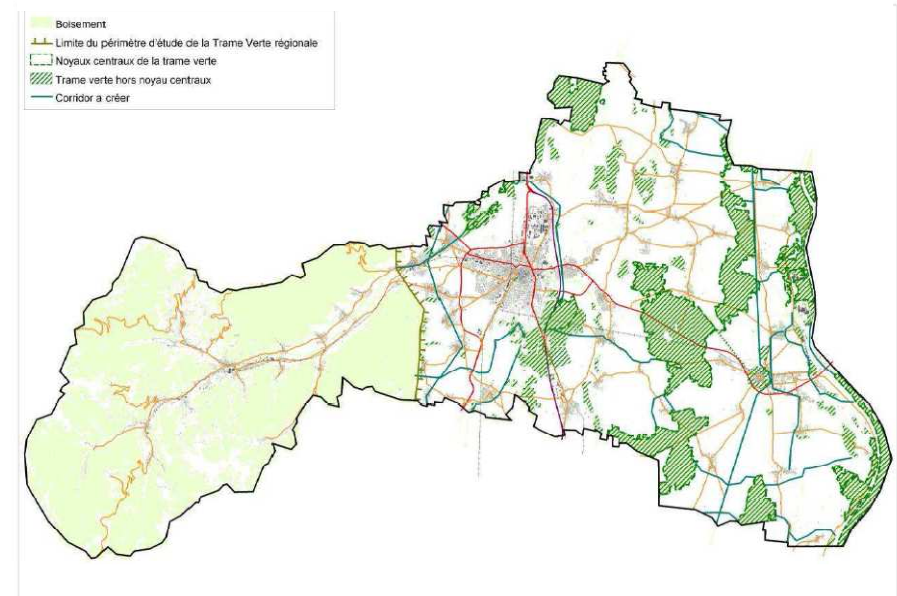 Boisement
Limite du périmètre d'étude de la Trame Verte régionale
Noyaux centraux de la trame verte
Trame verte hors noyau centraux
Corridor a créer